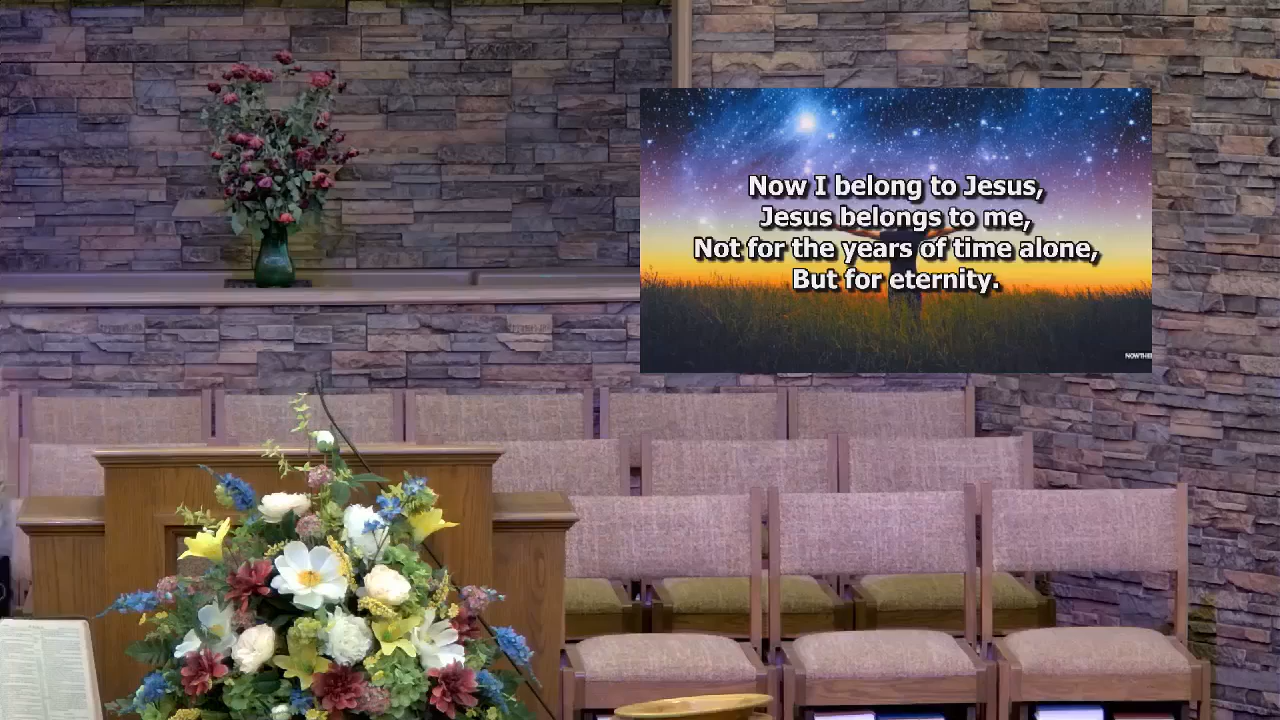 Now I belong to Jesus,
Jesus belongs to me,
Not for the years of time alone,
But for eternity.